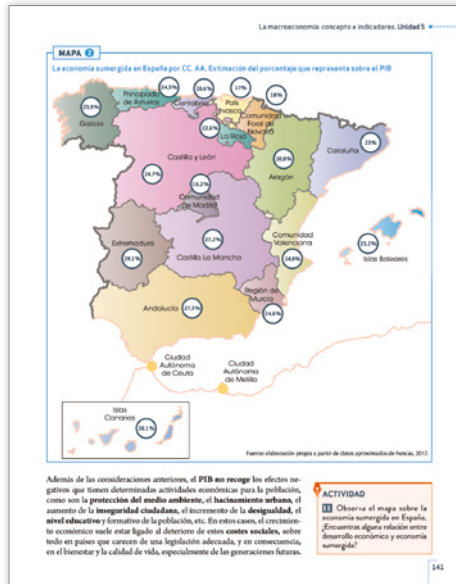 La macroeconomía: concepto e indicadores. Unidad 5
MAPA 2
La economía sumergida en España por CC. AA. Estimación del porcentaje que representa sobre el PIB
Principado
de Asturias
Cantabria
País
Vasco
17%
18%
Comunidad
Foral de
Navarra
Galicia
La Rioja
Cataluña
23%
Castilla y León
24,7%
Aragón
Comunidad
de Madrid
Comunidad
Valenciana
Islas Baleares
Extremadura
Castilla La Mancha
Región de
Murcia
Andalucía
Ciudad
Autónoma
de Ceuta
Ciudad
Autónoma
de Melilla
Islas
Canarias
Fuente: elaboración propia a partir de datos aproximados de Funcas, 2013.
Además de las consideraciones anteriores, el PIB no recoge los efectos ne-
gativos que tienen determinadas actividades económicas para la población,
como son la protección del medio ambiente, el hacinamiento urbano, el
aumento de la inseguridad ciudadana, el incremento de la desigualdad, el
nivel educativo y formativo de la población, etc. En estos casos, el crecimien-
to económico suele estar ligado al deterioro de estos costes sociales, sobre
todo en países que carecen de una legislación adecuada, y en consecuencia,
en el bienestar y la calidad de vida, especialmente de las generaciones futuras.
ACTIVIDAD
Observa el mapa sobre la
economía sumergida en España.
¿Encuentras alguna relación entre
desarrollo económico y economía
sumergida?
141